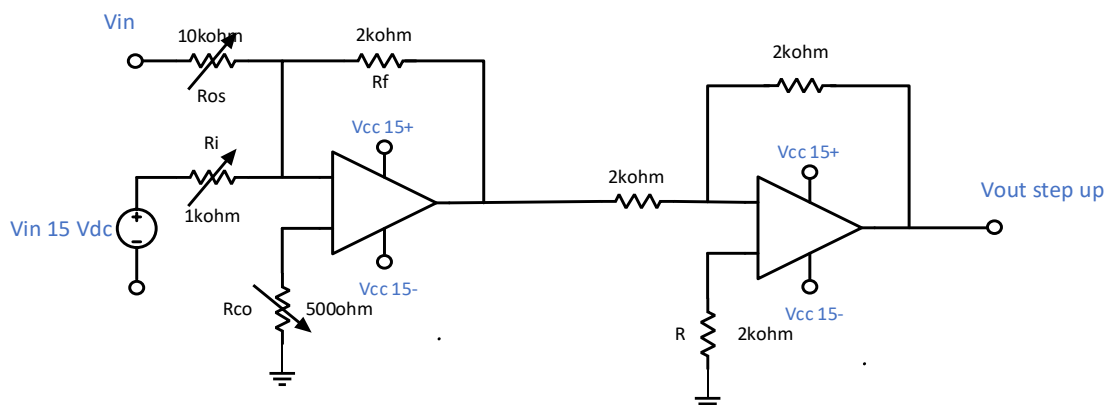 Vin
10kohm
Ros
2kohm
Rf
Ri
1kohm
Vin 15 Vdc
Vcc 15+
Vcc 15-
Rco
500ohm
2kohm
2kohm
Vcc 15+
Vcc 15-
R
2kohm
Vout step up